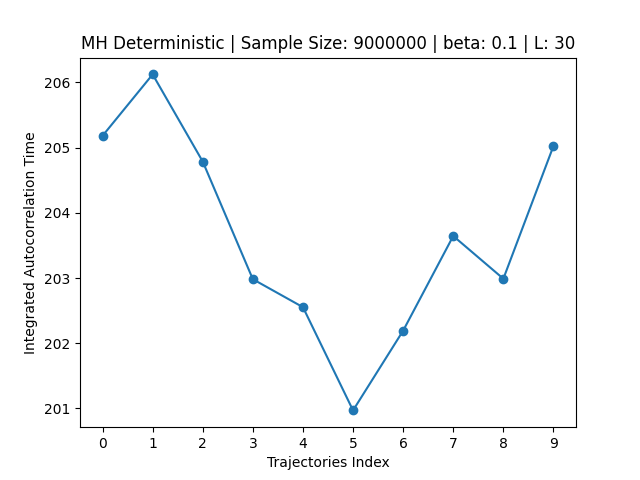 MH Deterministic | Sample Size: 9000000 | beta: 0.1 | L: 30
Integrated Autocorrelation Time
206
205
204
203
202
201
0 1 2 3 4 5 6 7 8 9
Trajectories Index